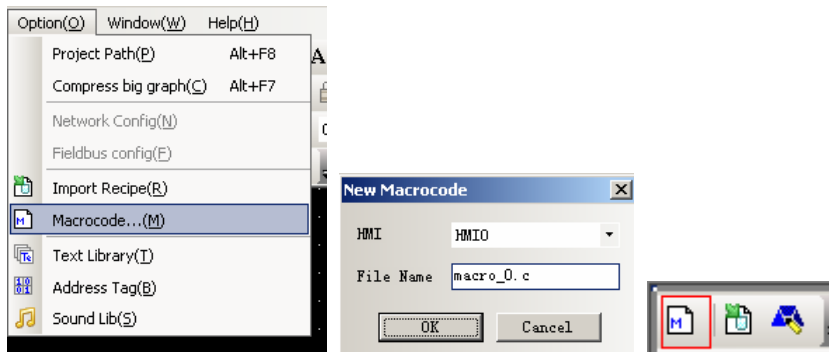 Option(O) Window(W) Help(H)
Project Path(P) Alt+F8
Compress big graph(C) Alt+F7
Network Config(N)
Fieldbus config(F)
Import Recipe(R)
Macrocode...(M)
Text Library(T)
Address Tag(B)
Sound Lib(S)
New Macrocode
HMI HMI0
File Name macro_0.c
OK Cancel